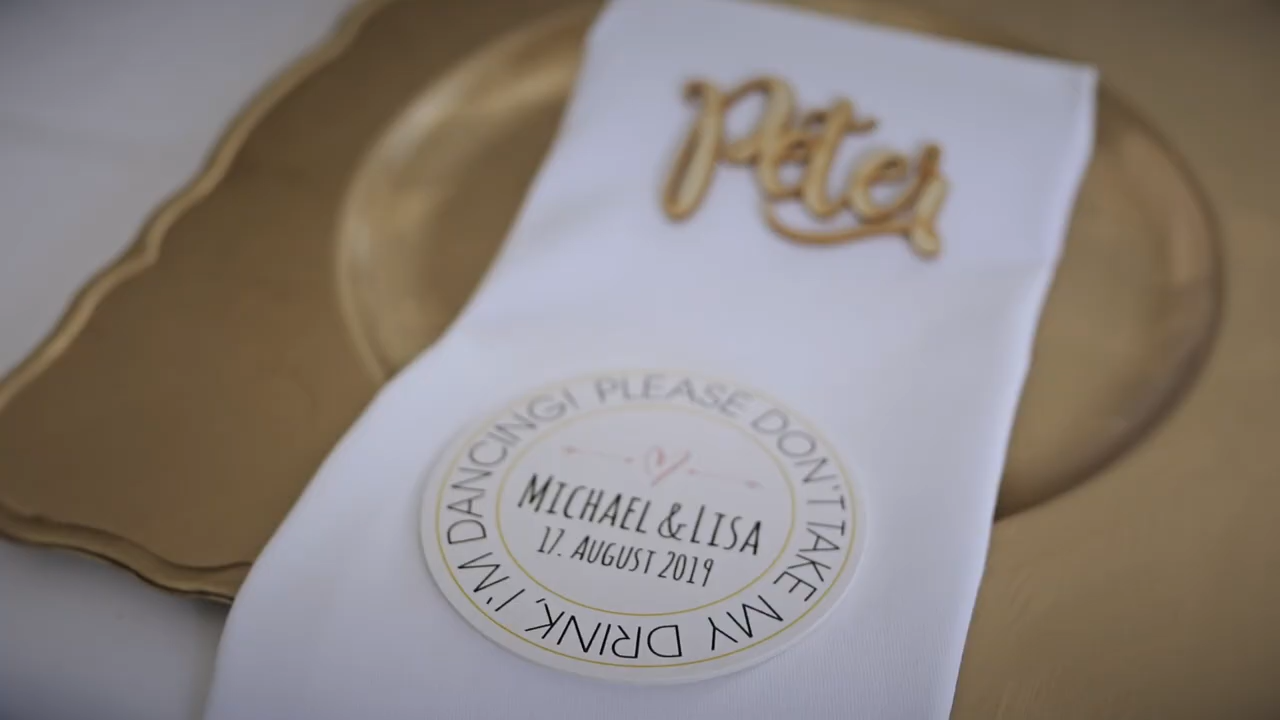 Peter
PLEASE DON'T TAKE MY DRINK, I'M DANCING!
MICHAEL & LISA
17. AUGUST 2019